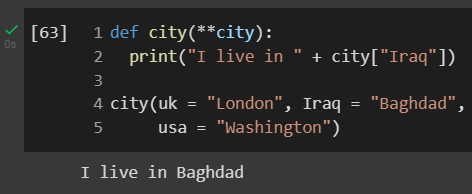 [63] 1 def city(**city):
2   print("I live in " + city["Iraq"])
3
4 city(uk = "London", Iraq = "Baghdad",
5      usa = "Washington")
0s
I live in Baghdad